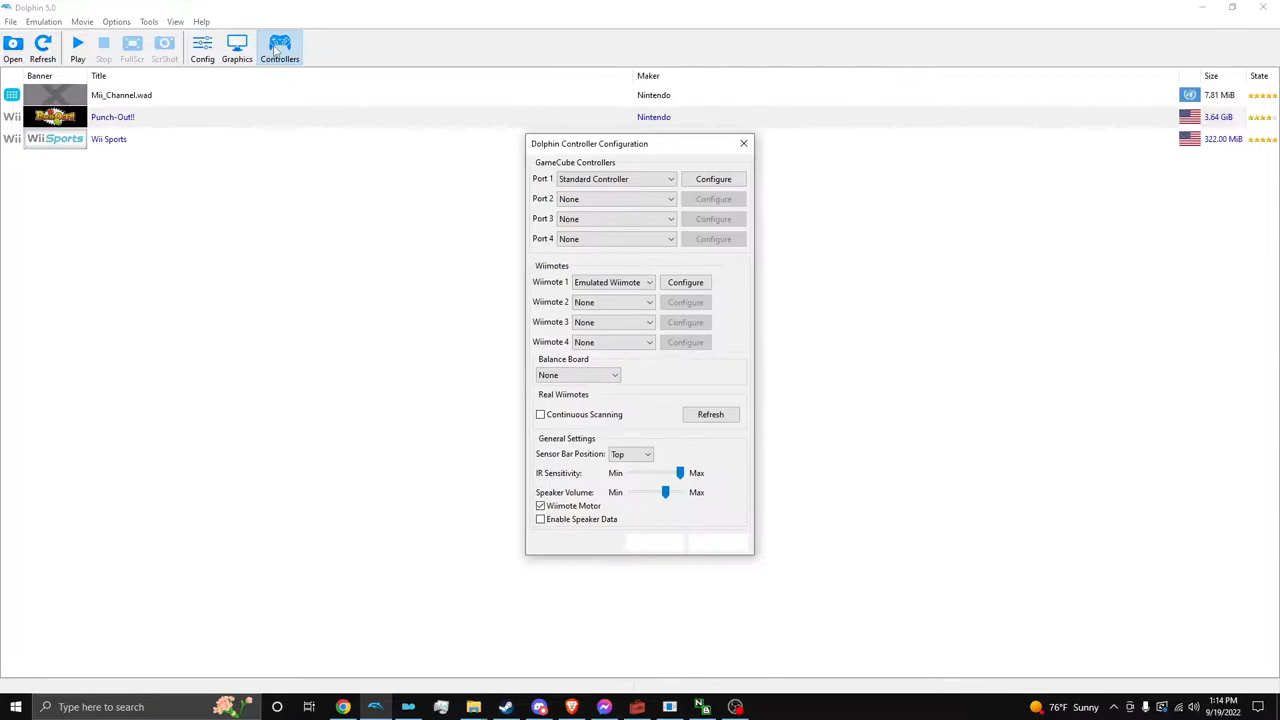 Dolphin 5.0
File Emulation Movie Options Tools View Help
Open Refresh Play Stop FullScr ScrShot Config Graphics Controllers
Banner Title Maker Size State
Mii_Channel.wad Nintendo 7.81 MiB
Wii Punch-Out!! Nintendo 3.64 GiB
Wii Wii Sports Wii Sports 322.00 MiB
Dolphin Controller Configuration
GameCube Controllers
Port 1 Standard Controller Configure
Port 2 None Configure
Port 3 None Configure
Port 4 None Configure
Wiimotes
Wiimote 1 Emulated Wiimote Configure
Wiimote 2 None Configure
Wiimote 3 None Configure
Wiimote 4 None Configure
Balance Board
None
Real Wiimotes
Continuous Scanning Refresh
General Settings
Sensor Bar Position: Top
IR Sensitivity: Min Max
Speaker Volume: Min Max
Wiimote Motor
Enable Speaker Data
Type here to search
76°F Sunny
1:14 PM
9/19/2022